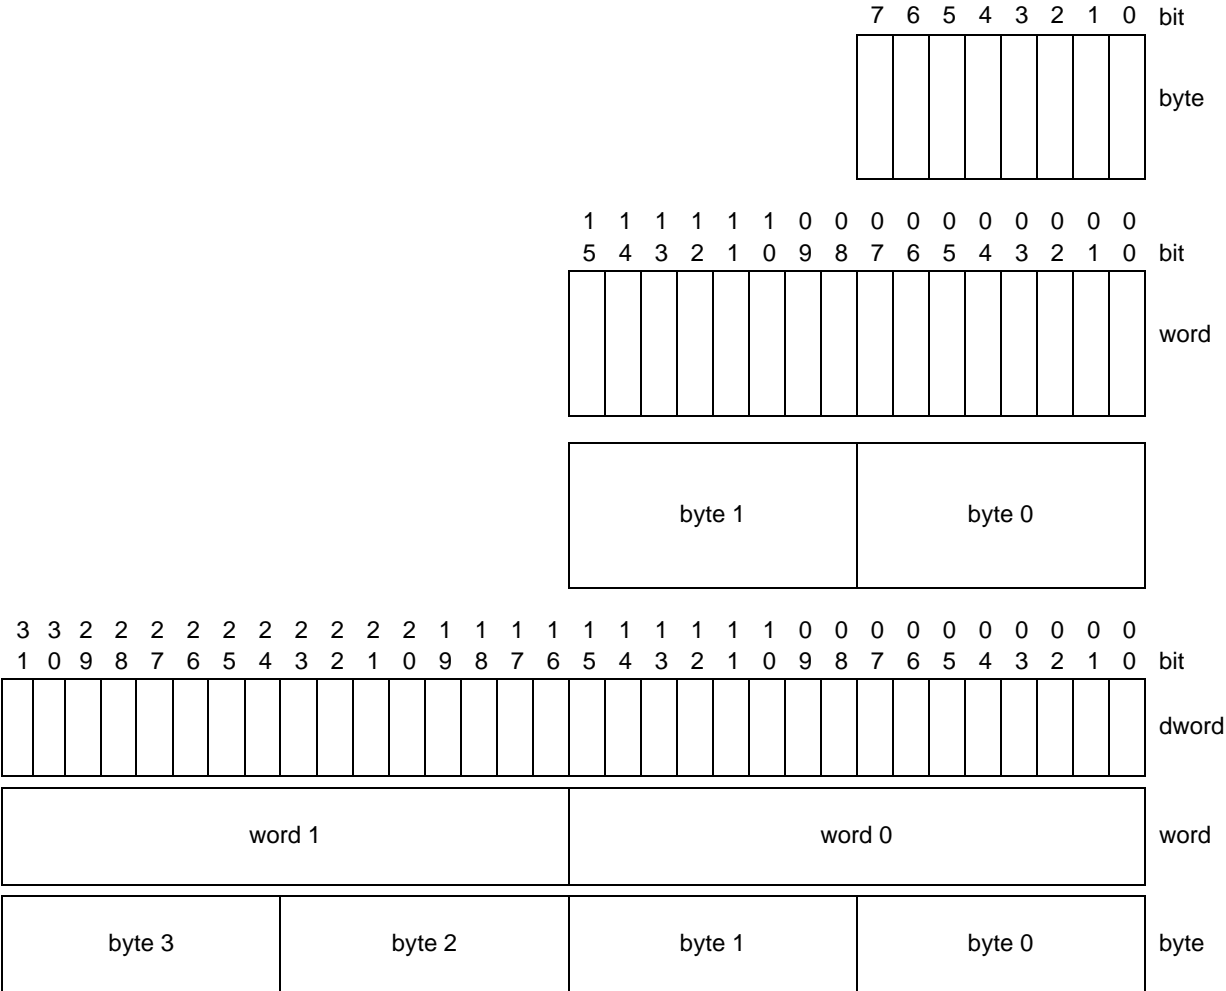 7 6 5 4 3 2 1 0 bit
byte
1 1 1 1 1 1 0 0 0 0 0 0 0 0 0 0
5 4 3 2 1 0 9 8 7 6 5 4 3 2 1 0 bit
word
byte 1 byte 0
3 3 2 2 2 2 2 2 2 2 2 2 1 1 1 1 1 1 1 1 1 1 0 0 0 0 0 0 0 0 0 0
1 0 9 8 7 6 5 4 3 2 1 0 9 8 7 6 5 4 3 2 1 0 9 8 7 6 5 4 3 2 1 0 bit
dword
word 1 word 0 word
byte 3 byte 2 byte 1 byte 0 byte